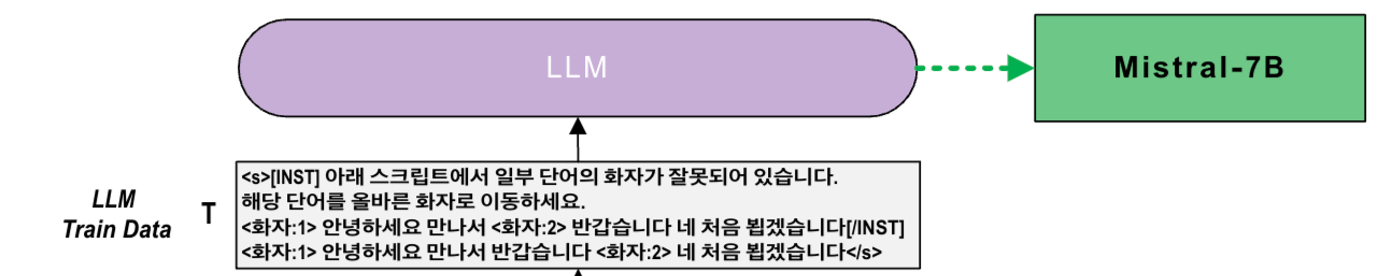 LLM
Mistral-7B
LLM
Train Data
T
<s>[INST] 아래 스크립트에서 일부 단어의 화자가 잘못되어 있습니다.
해당 단어를 올바른 화자로 이동하세요.
<화자:1> 안녕하세요 만나서 <화자:2> 반갑습니다 네 처음 뵙겠습니다[/INST]
<화자:1> 안녕하세요 만나서 반갑습니다 <화자:2> 네 처음 뵙겠습니다</s>